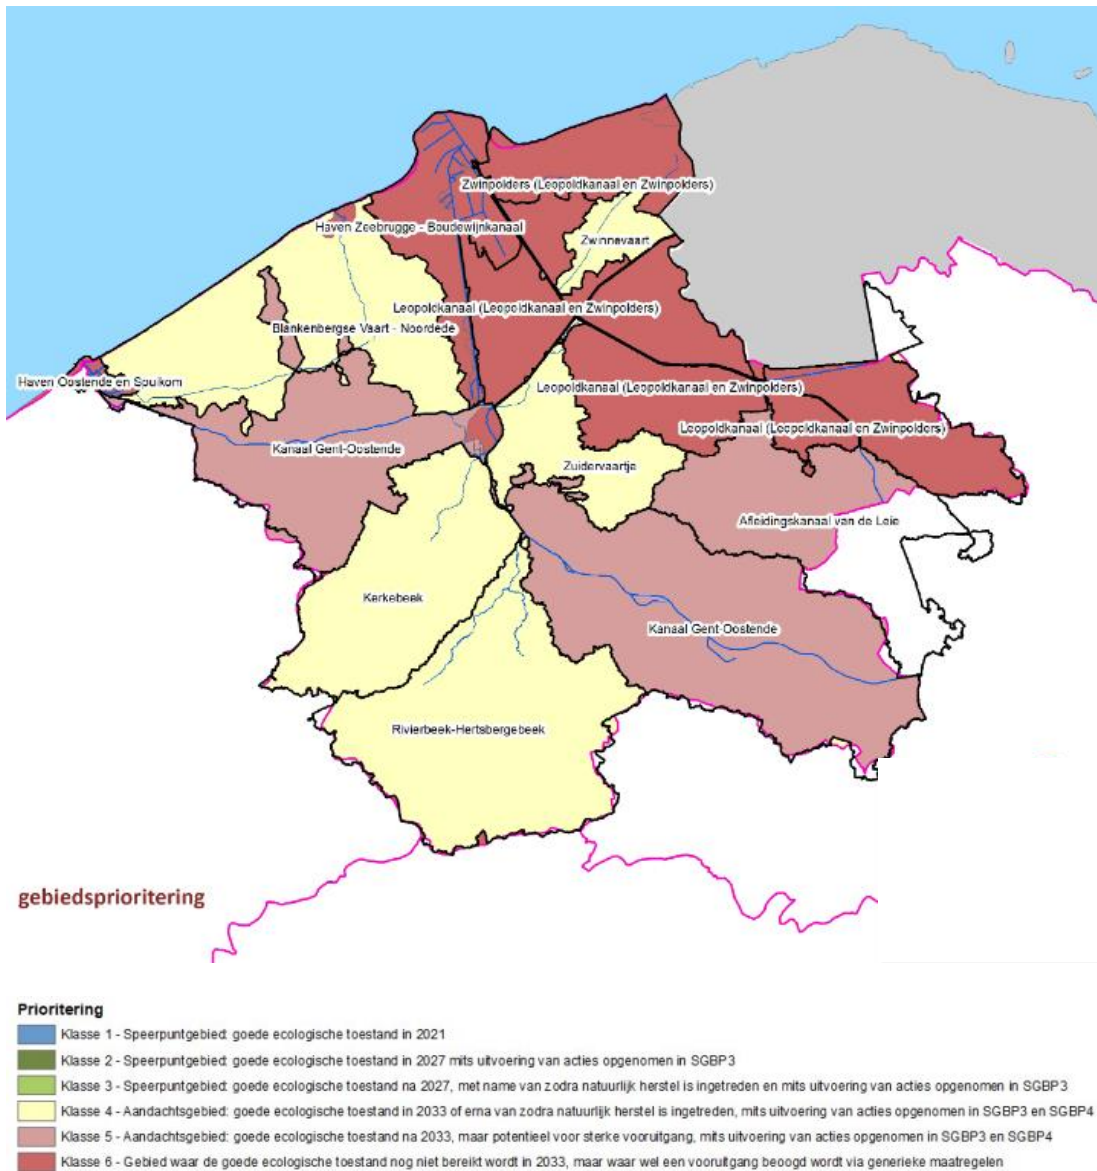 Zwinpolders (Leopoldkanaal en Zwinpolders)
Haven Zeebrugge - Boudewijnkanaal
Zwinnevaart
Leopoldkanaal (Leopoldkanaal en Zwinpolders)
Blankenbergse Vaart - Noordede
Haven Oostende en Spuikom
Leopoldkanaal (Leopoldkanaal en Zwinpolders)
Leopoldkanaal (Leopoldkanaal en Zwinpolders)
Kanaal Gent-Oostende
Zuidervaartje
Afleidingskanaal van de Leie
Kerkebeek
Kanaal Gent-Oostende
Rivierbeek-Hertsbergebeek
gebiedsprioritering
Prioritering
Klasse 1 - Speerpuntgebied: goede ecologische toestand in 2021
Klasse 2 - Speerpuntgebied: goede ecologische toestand in 2027 mits uitvoering van acties opgenomen in SGBP3
Klasse 3 - Speerpuntgebied: goede ecologische toestand na 2027, met name van zodra natuurlijk herstel is ingetreden en mits uitvoering van acties opgenomen in SGBP3
Klasse 4 - Aandachtsgebied: goede ecologische toestand in 2033 of erna van zodra natuurlijk herstel is ingetreden, mits uitvoering van acties opgenomen in SGBP3 en SGBP4
Klasse 5 - Aandachtsgebied: goede ecologische toestand na 2033, maar potentieel voor sterke vooruitgang, mits uitvoering van acties opgenomen in SGBP3 en SGBP4
Klasse 6 - Gebied waar de goede ecologische toestand nog niet bereikt wordt in 2033, maar waar wel een vooruitgang beoogd wordt via generieke maatregelen